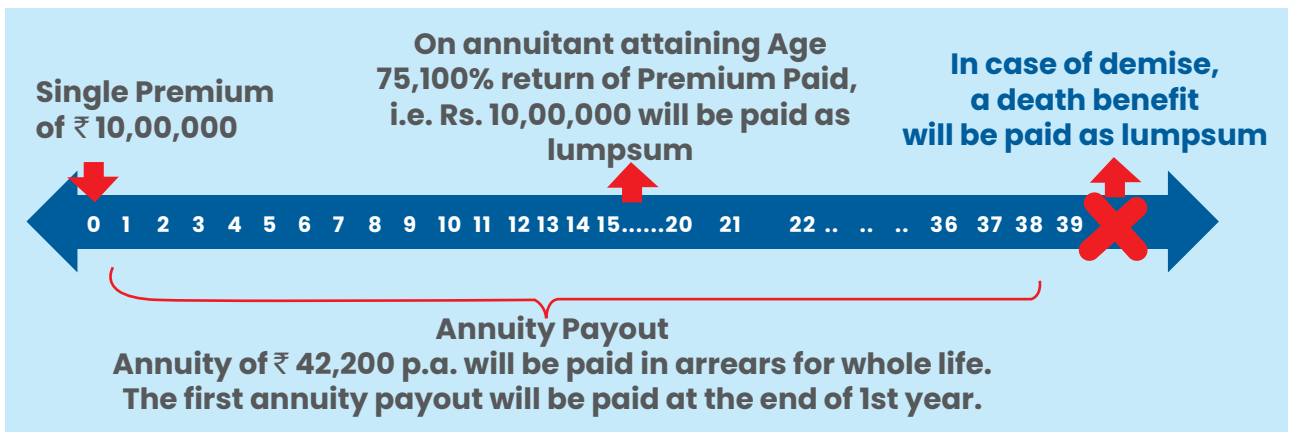 Single Premium
of ₹ 10,00,000
On annuitant attaining Age
75,100% return of Premium Paid,
i.e. Rs. 10,00,000 will be paid as
lumpsum
In case of demise,
a death benefit
will be paid as lumpsum
0 1 2 3 4 5 6 7 8 9 10 11 12 13 14 15......20 21 22 .. .. .. 36 37 38 39
Annuity Payout
Annuity of ₹ 42,200 p.a. will be paid in arrears for whole life.
The first annuity payout will be paid at the end of 1st year.